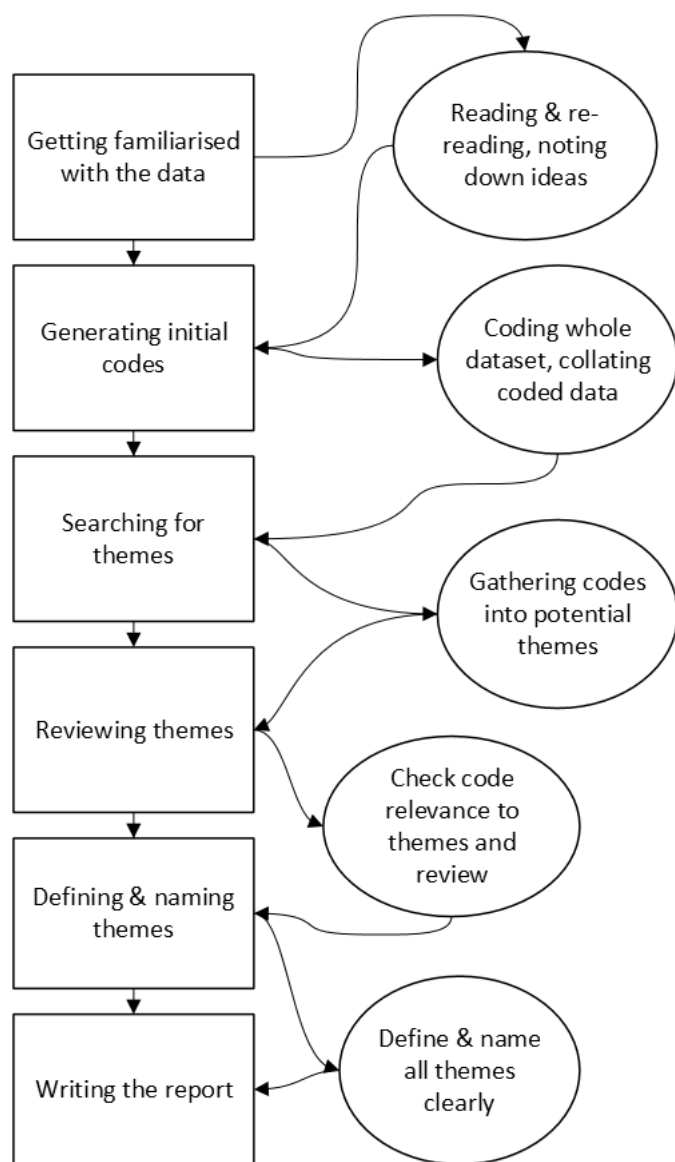 Getting familiarised
with the data
Reading & re-
reading, noting
down ideas
Generating initial
codes
Coding whole
dataset, collating
coded data
Searching for
themes
Gathering codes
into potential
themes
Reviewing themes
Check code
relevance to
themes and
review
Defining & naming
themes
Define & name
all themes
clearly
Writing the report